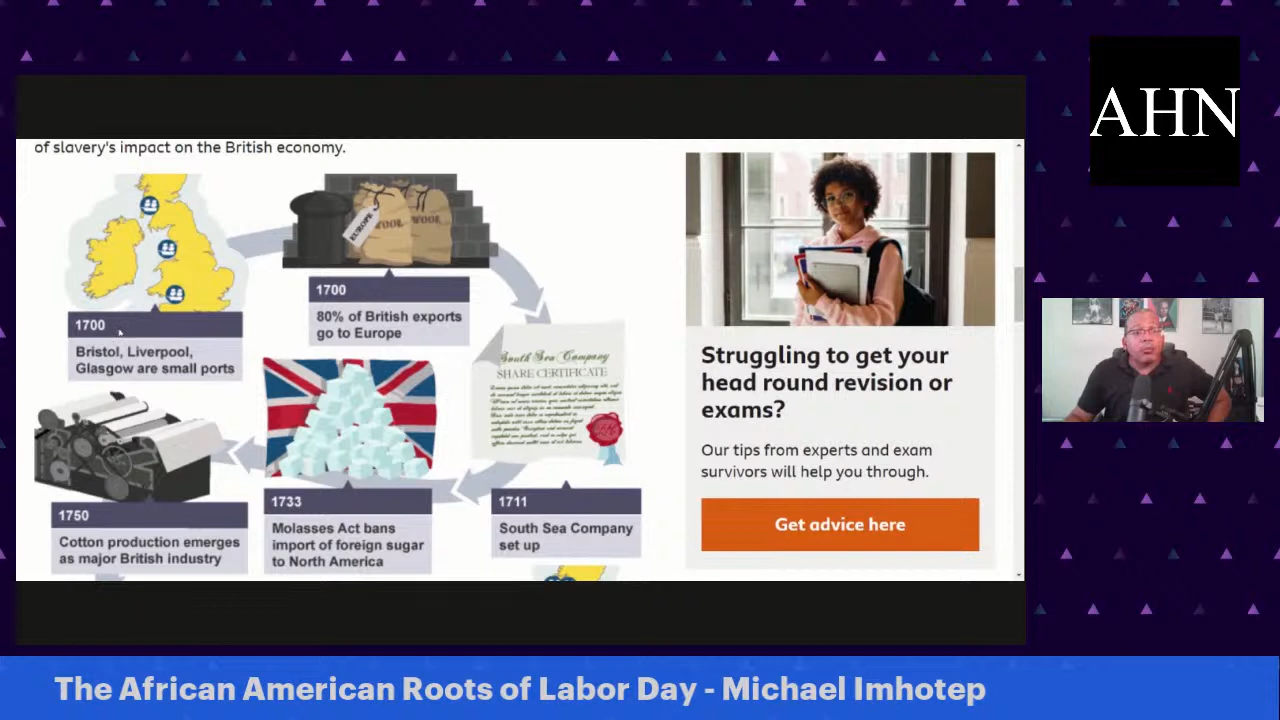 AHN
of slavery's impact on the British economy.
EUROPE
WOOL
WOOL
1700
Bristol, Liverpool,
Glasgow are small ports
1700
80% of British exports
go to Europe
South Sea Company
SHARE CERTIFICATE
1750
Cotton production emerges
as major British industry
1733
Molasses Act bans
import of foreign sugar
to North America
1711
South Sea Company
set up
Struggling to get your
head round revision or
exams?
Our tips from experts and exam
survivors will help you through.
Get advice here
The African American Roots of Labor Day - Michael Imhotep